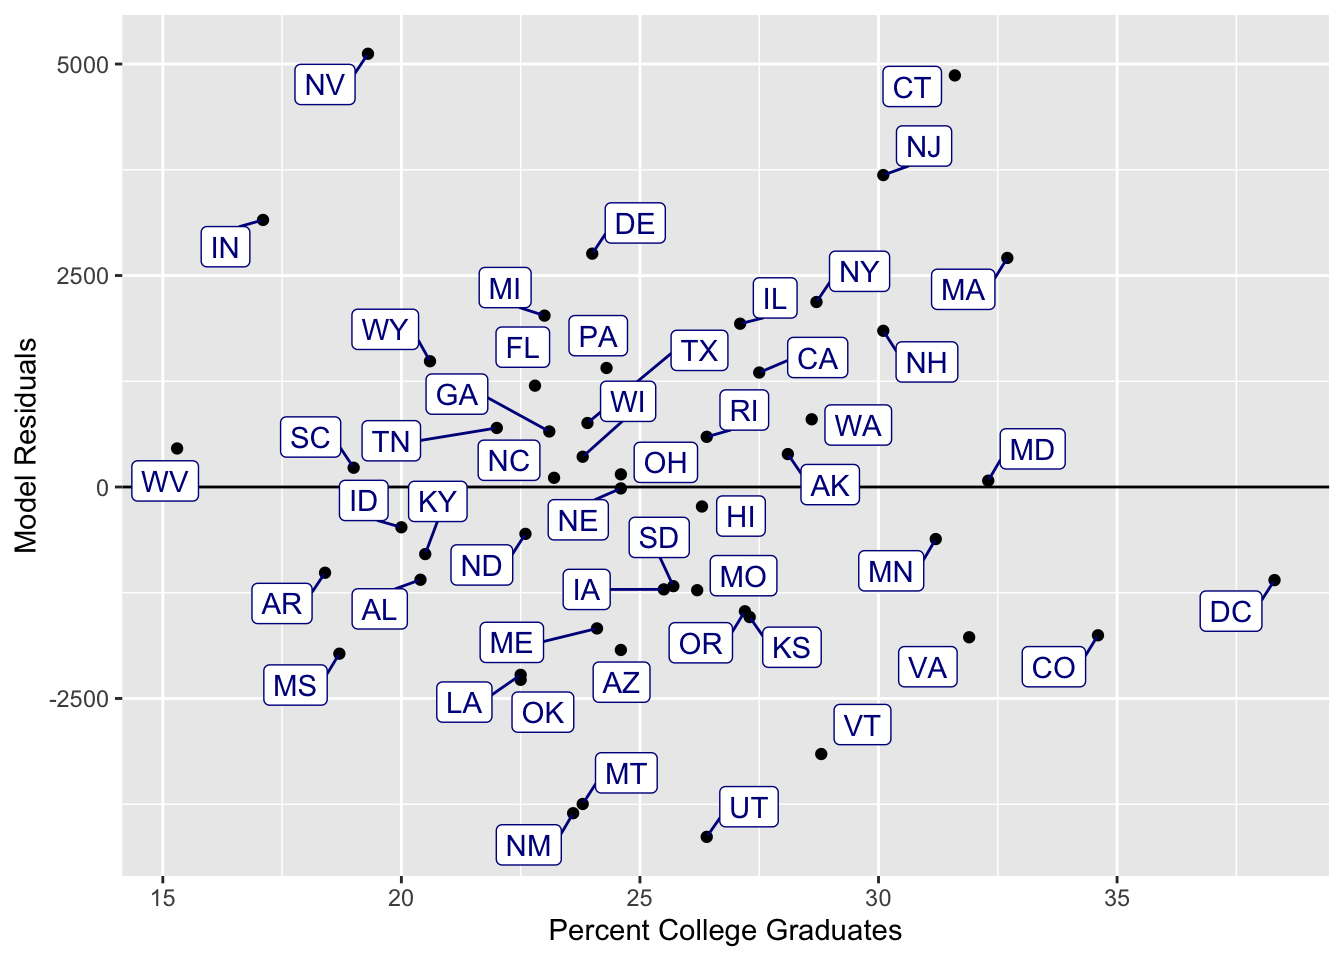 5000
2500
0
-2500
Model Residuals
NV
CT
NJ
IN
DE
NY
MA
MI
IL
WY
FL
PA
TX
CA
NH
GA
WI
RI
WA
SC
TN
NC
OH
MD
WV
ID
KY
AK
NE
HI
SD
ND
MN
AR
AL
IA
MO
DC
ME
OR
KS
MS
AZ
VA
CO
LA
OK
VT
MT
UT
NM
15
20
25
30
35
Percent College Graduates